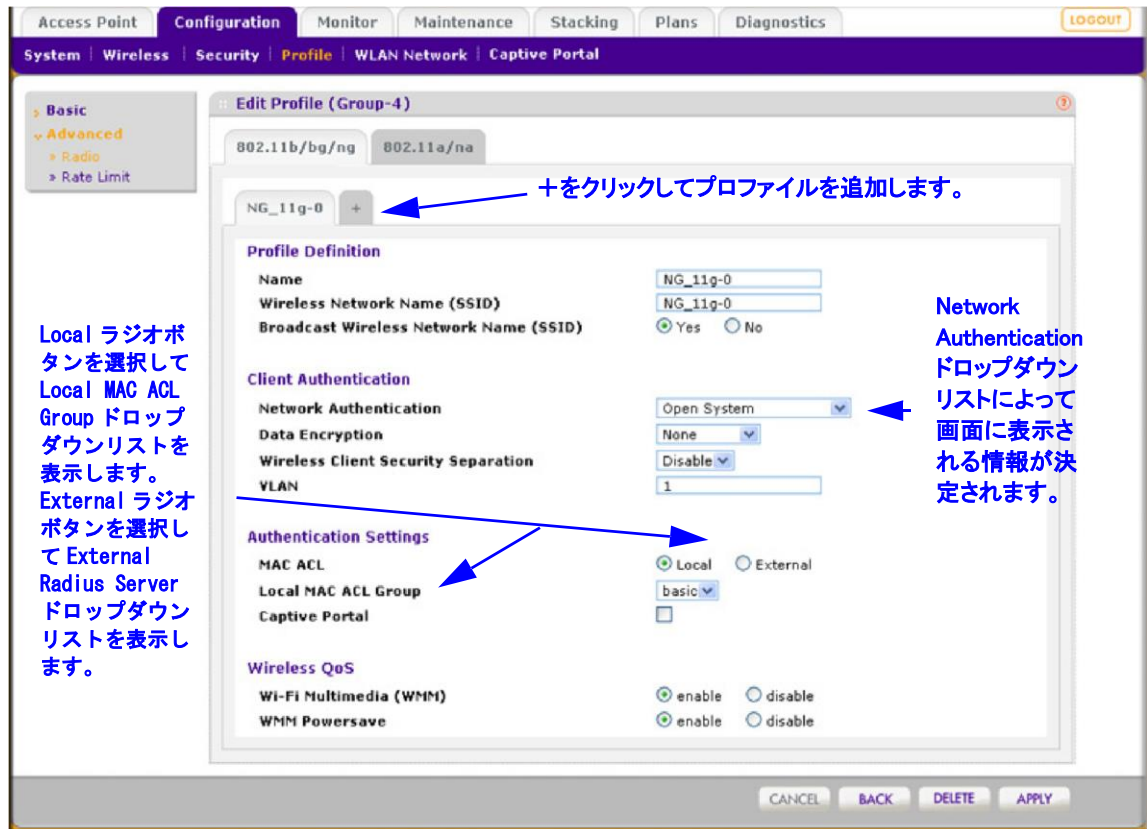 Access Point Configuration Monitor Maintenance Stacking Plans Diagnostics LOGOUT
System | Wireless | Security | Profile | WLAN Network | Captive Portal
Basic
Advanced
» Radio
» Rate Limit
Edit Profile (Group-4) ?
802.11b/bg/ng 802.11a/na
+をクリックしてプロファイルを追加します。
NG_11g-0 +
Profile Definition
Name NG_11g-0
Wireless Network Name (SSID) NG_11g-0
Broadcast Wireless Network Name (SSID) Yes No
Client Authentication
Network Authentication Open System
Data Encryption None
Wireless Client Security Separation Disable
VLAN 1
Authentication Settings
MAC ACL Local External
Local MAC ACL Group basic
Captive Portal
Wireless QoS
Wi-Fi Multimedia (WMM) enable disable
WMM Powersave enable disable
Local ラジオボ
タンを選択して
Local MAC ACL
Group ドロップ
ダウンリストを
表示します。
External ラジオ
ボタンを選択し
て External
Radius Server
ドロップダウン
リストを表示し
ます。
Network
Authentication
ドロップダウン
リストによって
画面に表示さ
れる情報が決
定されます。
CANCEL BACK DELETE APPLY